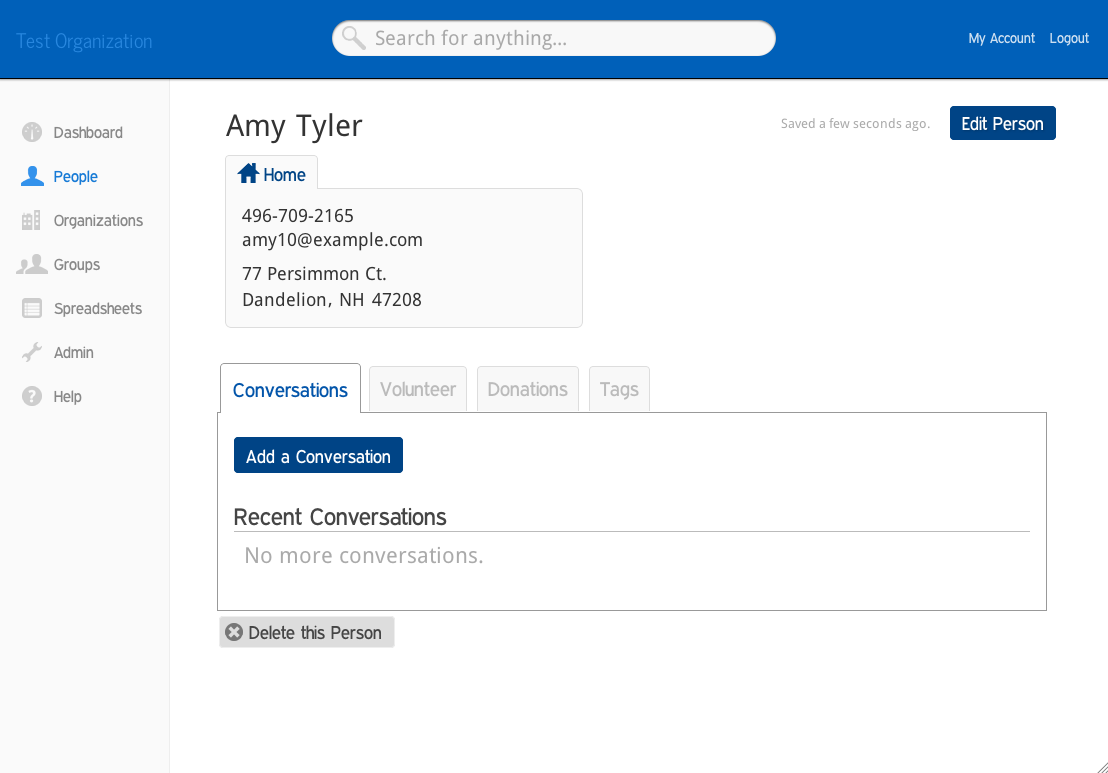 Test Organization
Search for anything...
My Account Logout
Dashboard
People
Organizations
Groups
Spreadsheets
Admin
Help
Amy Tyler
Saved a few seconds ago.
Edit Person
Home
496-709-2165
amy10@example.com
77 Persimmon Ct.
Dandelion, NH 47208
Conversations Volunteer Donations Tags
Add a Conversation
Recent Conversations
No more conversations.
Delete this Person